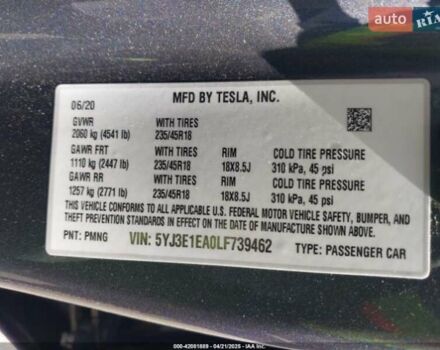 auto RIA
06/20 MFD BY TESLA, INC.
GVWR WITH TIRES
2060 kg (4541 lb) 235/45R18
GAWR FRT WITH TIRES RIM COLD TIRE PRESSURE
1110 kg (2447 lb) 235/45R18 18X8.5J 310 kPa, 45 psi
GAWR RR WITH TIRES RIM COLD TIRE PRESSURE
1257 kg (2771 lb) 235/45R18 18X8.5J 310 kPa, 45 psi
THIS VEHICLE CONFORMS TO ALL APPLICABLE U.S. FEDERAL MOTOR VEHICLE SAFETY, BUMPER, AND
THEFT PREVENTION STANDARDS IN EFFECT ON THE DATE OF MANUFACTURE SHOWN ABOVE.
PNT: PMNG VIN: 5YJ3E1EA0LF739462 TYPE: PASSENGER CAR
000-42081889 - 04/21/2025 -